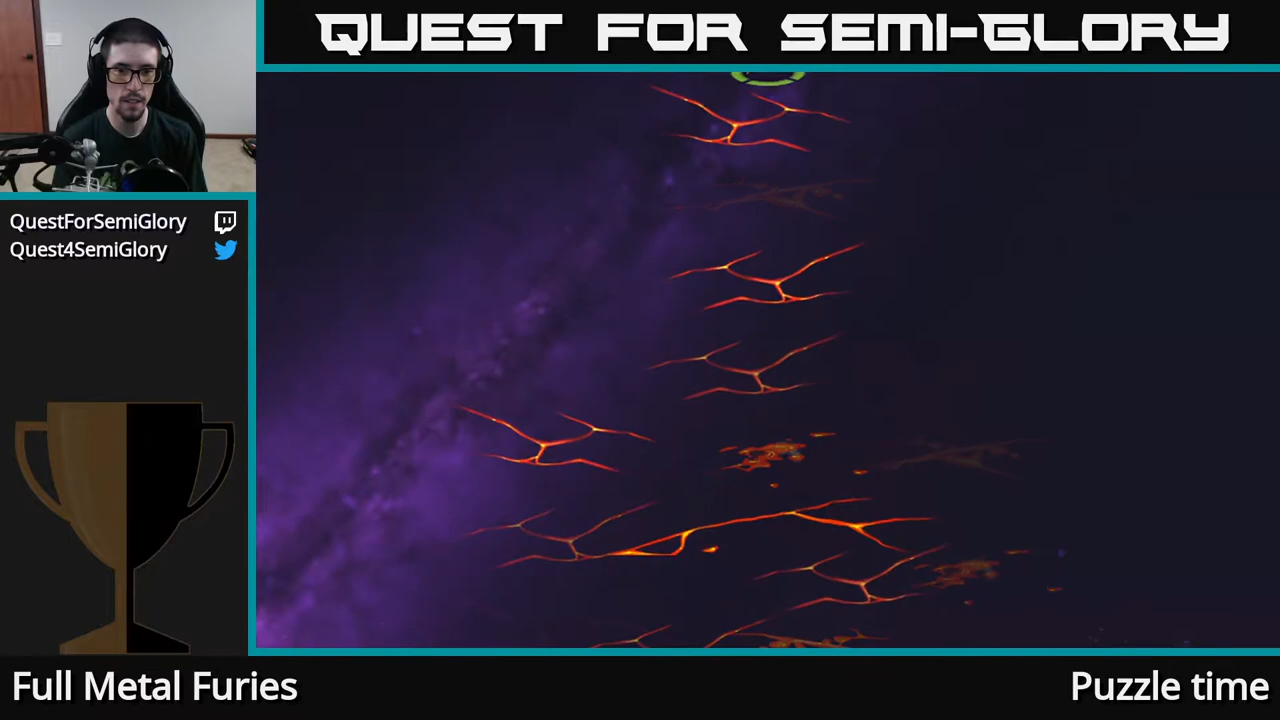 QUEST FOR SEMI-GLORY
QuestForSemiGlory
Quest4SemiGlory
Full Metal Furies
Puzzle time